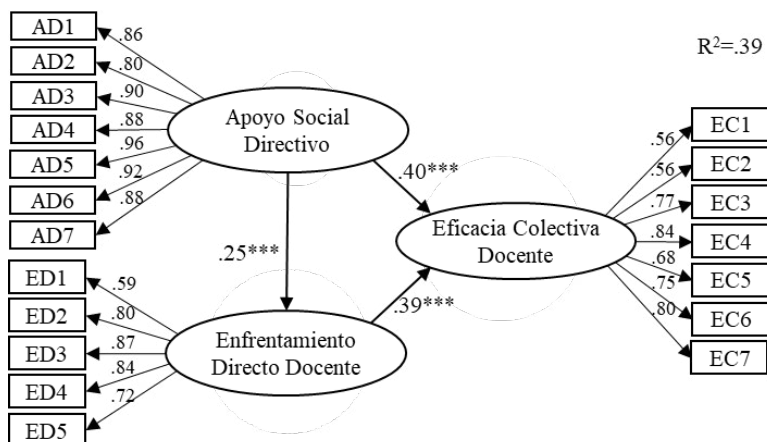 AD1
AD2
AD3
AD4
AD5
AD6
AD7
.86
.80
.90
.88
.96
.92
.88
Apoyo Social
Directivo
R²=.39
.40***
.25***
.39***
Eficacia Colectiva
Docente
EC1
EC2
EC3
EC4
EC5
EC6
EC7
.56
.56
.77
.84
.68
.75
.80
ED1
ED2
ED3
ED4
ED5
.59
.80
.87
.84
.72
Enfrentamiento
Directo Docente